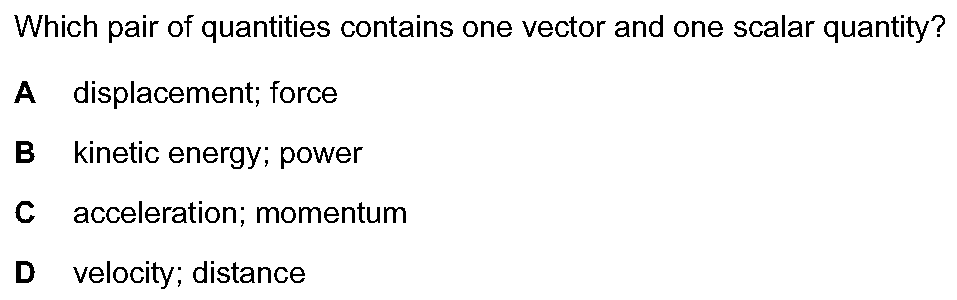 Which pair of quantities contains one vector and one scalar quantity?
A displacement; force
B kinetic energy; power
C acceleration; momentum
D velocity; distance